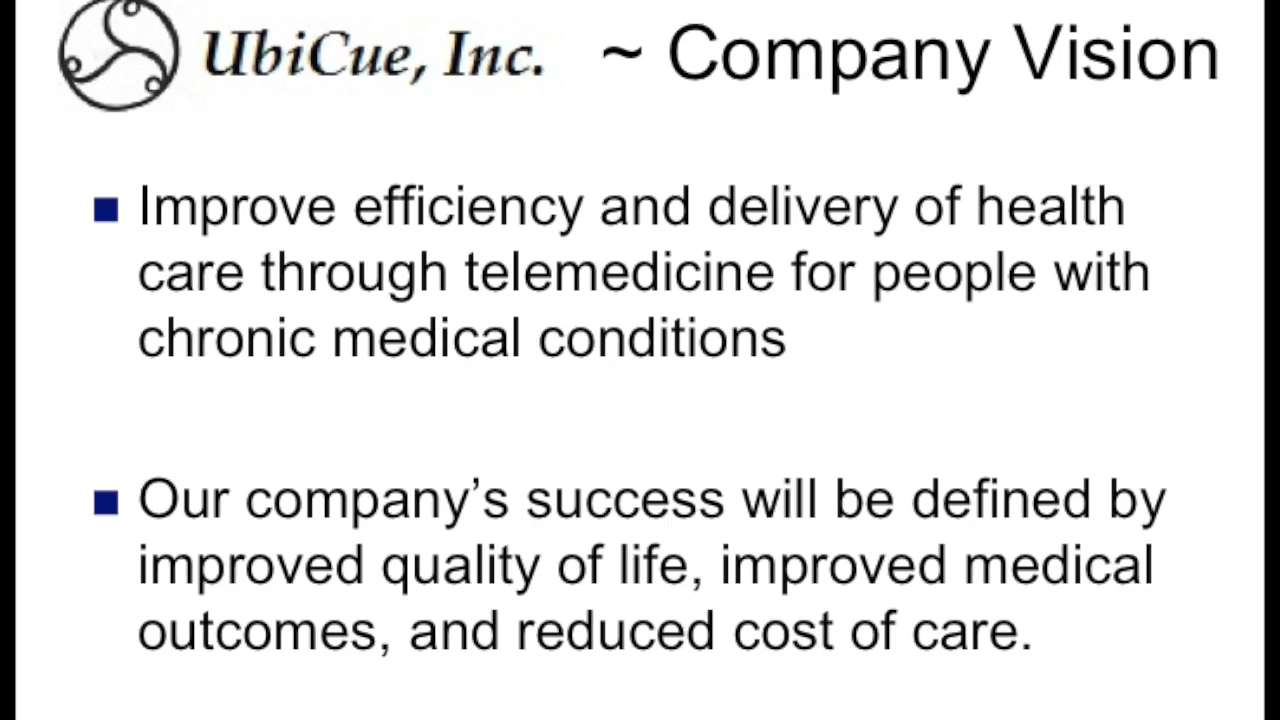 UbiCue, Inc. ~ Company Vision
■ Improve efficiency and delivery of health
care through telemedicine for people with
chronic medical conditions
■ Our company’s success will be defined by
improved quality of life, improved medical
outcomes, and reduced cost of care.